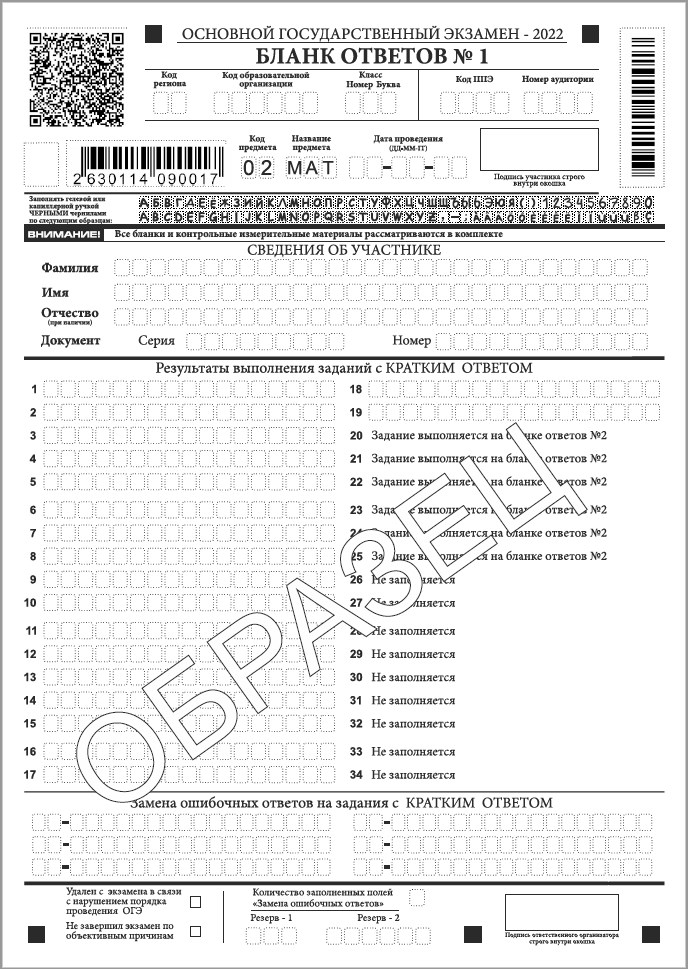 ОСНОВНОЙ ГОСУДАРСТВЕННЫЙ ЭКЗАМЕН - 2022
БЛАНК ОТВЕТОВ № 1
Код региона
Код образовательной организации
Класс
Номер Буква
Код ППЭ
Номер аудитории
2 630114 090017
Код предмета
02
Название предмета
МАТ
Дата проведения
(ДД-ММ-ГГ)
Подпись участника строго
внутри окошка
Заполнять гелевой или
капиллярной ручкой
ЧЕРНЫМИ чернилами
по следующим образцам:
ВНИМАНИЕ! Все бланки и контрольные измерительные материалы рассматриваются в комплекте
СВЕДЕНИЯ ОБ УЧАСТНИКЕ
Фамилия
Имя
Отчество
(при наличии)
Документ Серия Номер
Результаты выполнения заданий с КРАТКИМ ОТВЕТОМ
1
2
3
4
5
6
7
8
9
10
11
12
13
14
15
16
17
18
19
20 Задание выполняется на бланке ответов №2
21 Задание выполняется на бланке ответов №2
22 Задание выполняется на бланке ответов №2
23 Задание выполняется на бланке ответов №2
24 Задание выполняется на бланке ответов №2
25 Задание выполняется на бланке ответов №2
26 Не заполняется
27 Не заполняется
28 Не заполняется
29 Не заполняется
30 Не заполняется
31 Не заполняется
32 Не заполняется
33 Не заполняется
34 Не заполняется
ОБРАЗЕЦ
Замена ошибочных ответов на задания с КРАТКИМ ОТВЕТОМ
Удален с экзамена в связи
с нарушением порядка
проведения ОГЭ
Не завершил экзамен по
объективным причинам
Количество заполненных полей
«Замена ошибочных ответов»
Резерв - 1
Резерв - 2
Подпись ответственного организатора
строго внутри окошка